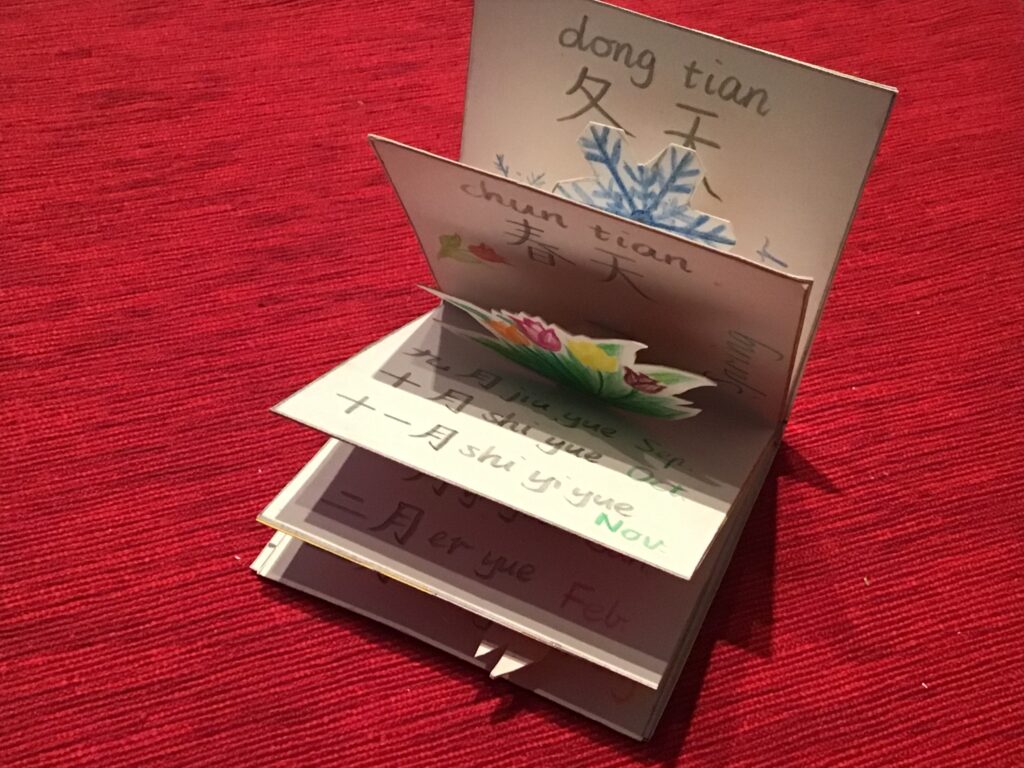 dong tian
冬天
chun tian
春天
spring
九月 jiu yue Sep.
十月 shi yue Oct
十一月 shi yi yue Nov.
二月 er yue Feb.